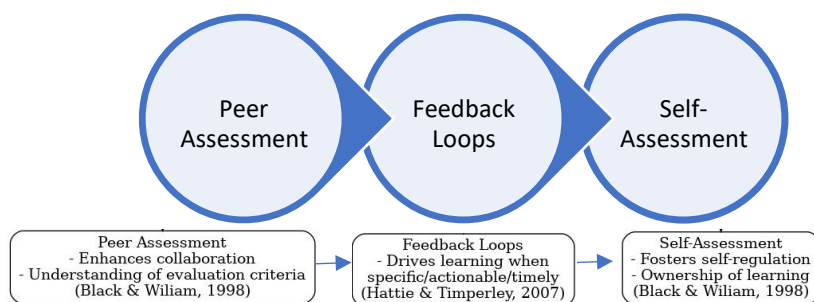 Peer
Assessment
Feedback
Loops
Self-
Assessment
Peer Assessment
- Enhances collaboration
- Understanding of evaluation criteria
(Black & Wiliam, 1998)
Feedback Loops
- Drives learning when
specific/actionable/timely
(Hattie & Timperley, 2007)
Self-Assessment
- Fosters self-regulation
- Ownership of learning
(Black & Wiliam, 1998)